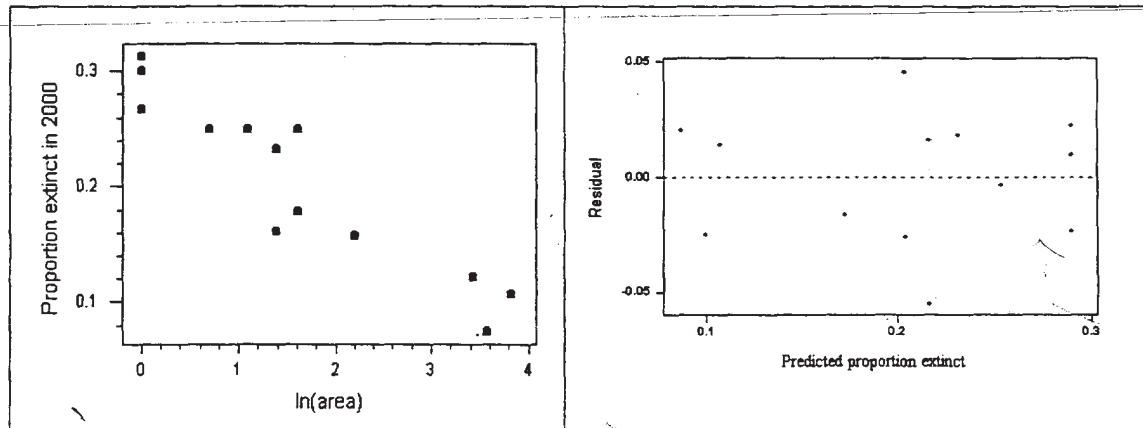 Proportion extinct in 2000
0.3
0.2
0.1
0 1 2 3 4
ln(area)
Residual
0.05
0.00
-0.05
0.1 0.2 0.3
Predicted proportion extinct